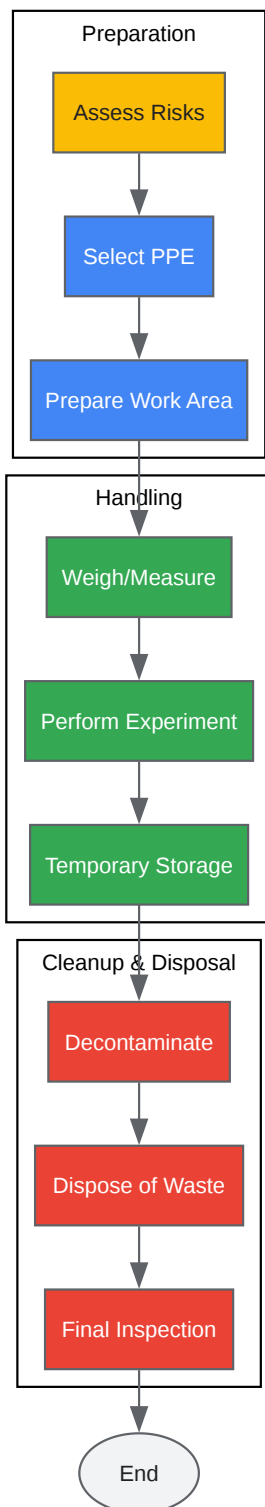 Preparation
Assess Risks
Select PPE
Prepare Work Area
Handling
Weigh/Measure
Perform Experiment
Temporary Storage
Cleanup & Disposal
Decontaminate
Dispose of Waste
Final Inspection
End